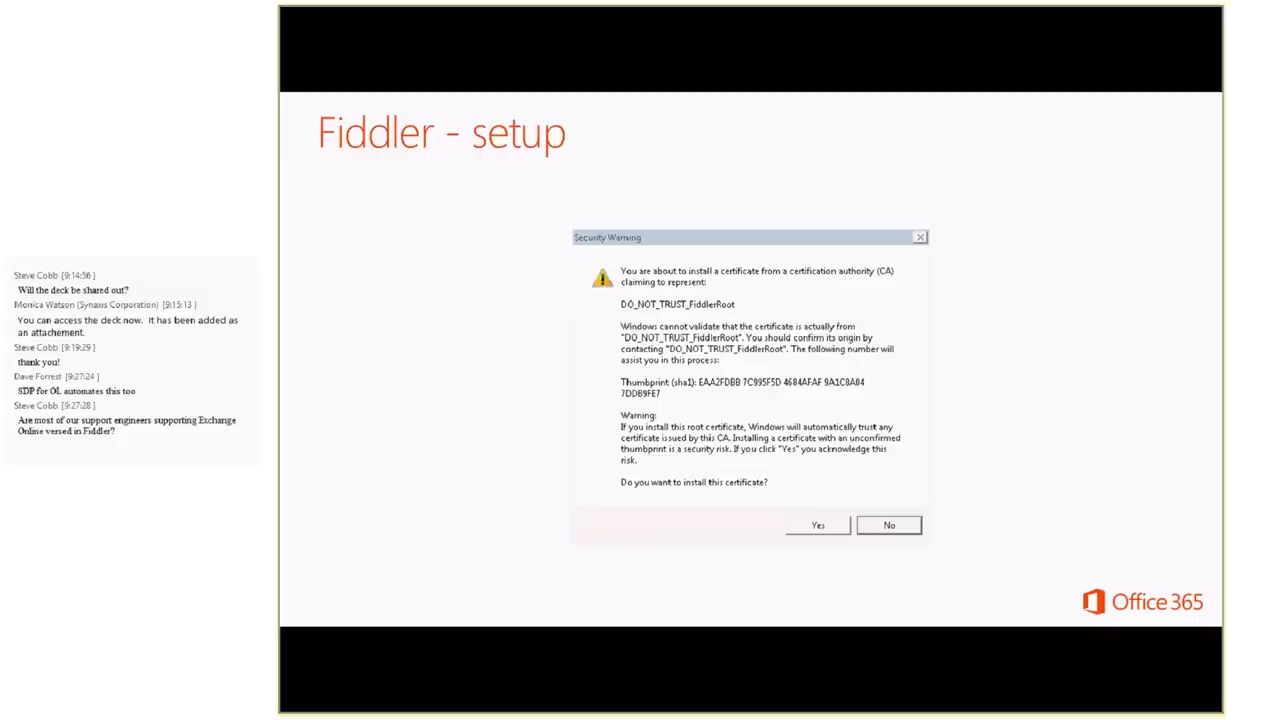 Fiddler - setup
Security Warning
You are about to install a certificate from a certification authority (CA)
claiming to represent:
DO_NOT_TRUST_FiddlerRoot
Windows cannot validate that the certificate is actually from
"DO_NOT_TRUST_FiddlerRoot". You should confirm its origin by
contacting "DO_NOT_TRUST_FiddlerRoot". The following number will
assist you in this process:
Thumbprint (sha1): EAA2FDBB 7C995F5D 4684AFAF 9A1C8A04
7DDB9FE7
Warning:
If you install this root certificate, Windows will automatically trust any
certificate issued by this CA. Installing a certificate with an unconfirmed
thumbprint is a security risk. If you click "Yes" you acknowledge this
risk.
Do you want to install this certificate?
Yes
No
Office 365
Steve Cobb [9:14:56 ]
Will the deck be shared out?
Monica Watson (Synaxis Corporation) [9:15:13 ]
You can access the deck now. It has been added as
an attachement.
Steve Cobb [9:19:29 ]
thank you!
Dave Forrest [9:27:24 ]
SDP for OL automates this too
Steve Cobb [9:27:28 ]
Are most of our support engineers supporting Exchange
Online versed in Fiddler?